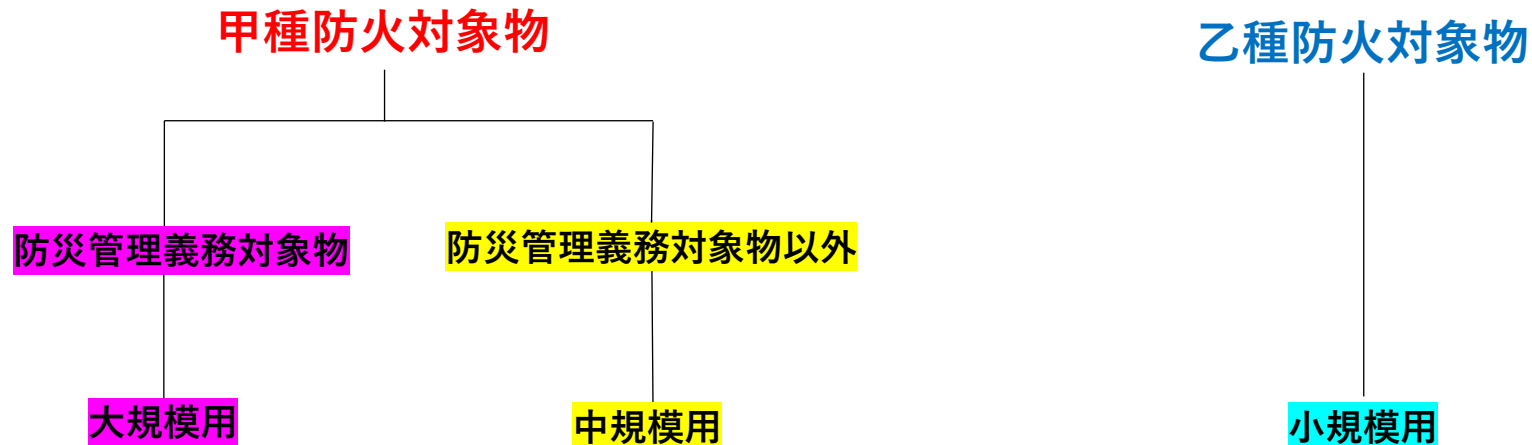 甲種防火対象物
乙種防火対象物
防災管理義務対象物
防災管理義務対象物以外
大規模用
中規模用
小規模用